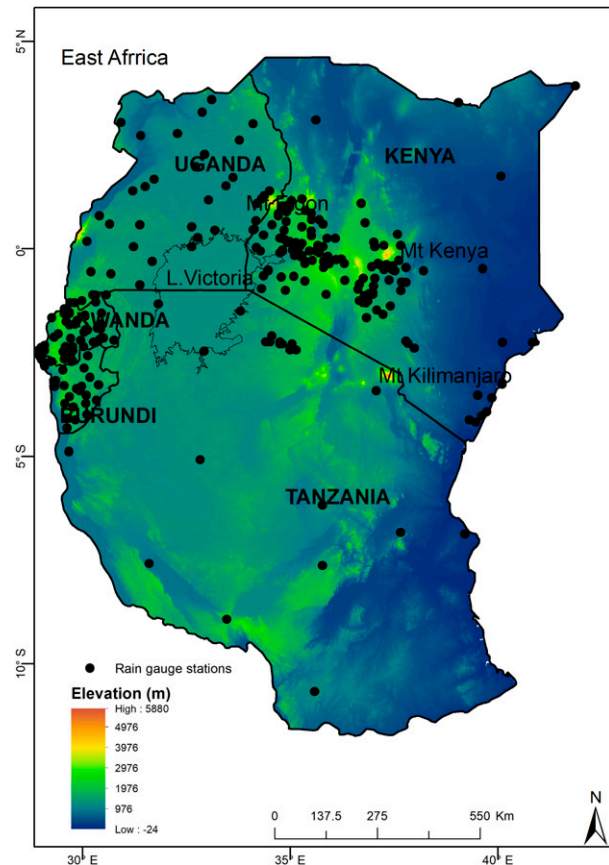 5°N
East Afrrica
UGANDA
KENYA
Mt Elgon
0°
Mt Kenya
L.Victoria
WANDA
Mt Kilimanjaro
BURUNDI
5°S
TANZANIA
10°S
Rain gauge stations
Elevation (m)
High : 5880
4976
3976
2976
1976
976
Low : -24
0 137.5 275 550 Km
N
30° E 35° E 40° E